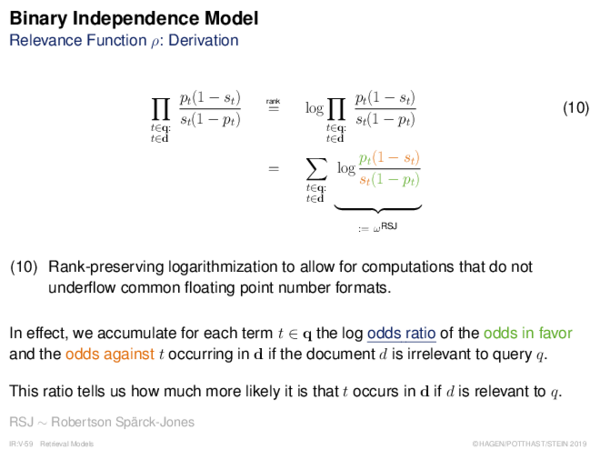 Binary Independence Model
Relevance Function ρ: Derivation
∏_{t∈q: t∈d} p_t(1 − s_t) / s_t(1 − p_t) =^{rank} log ∏_{t∈q: t∈d} p_t(1 − s_t) / s_t(1 − p_t) (10)
= ∑_{t∈q: t∈d} log p_t(1 − s_t) / s_t(1 − p_t)
:= ω^{RSJ}
(10) Rank-preserving logarithmization to allow for computations that do not
underflow common floating point number formats.
In effect, we accumulate for each term t ∈ q the log odds ratio of the odds in favor
and the odds against t occurring in d if the document d is irrelevant to query q.
This ratio tells us how much more likely it is that t occurs in d if d is relevant to q.
RSJ ∼ Robertson Spärck-Jones
IR:V-59 Retrieval Models ©HAGEN/POTTHAST/STEIN 2019